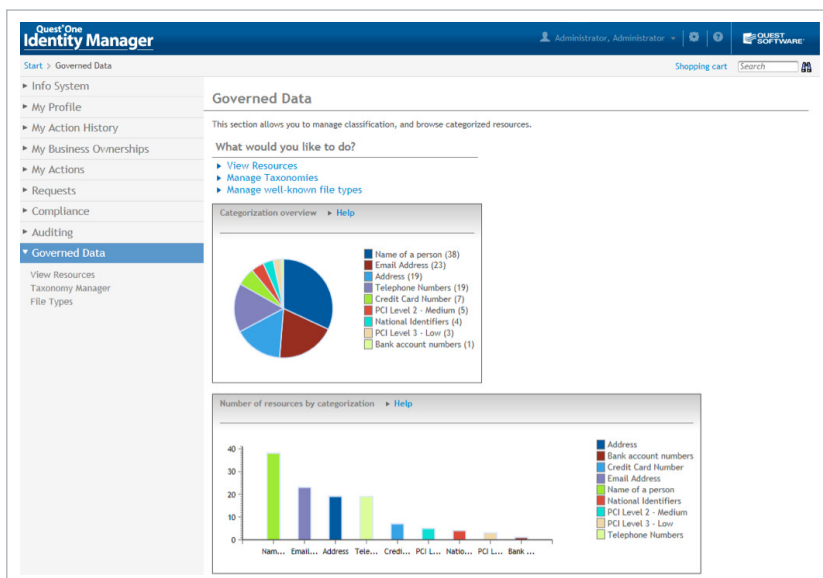 Quest One
Identity Manager
Administrator, Administrator
QUEST
SOFTWARE
Start > Governed Data
Shopping cart
Search
Info System
My Profile
My Action History
My Business Ownerships
My Actions
Requests
Compliance
Auditing
Governed Data
View Resources
Taxonomy Manager
File Types
Governed Data
This section allows you to manage classification, and browse categorized resources.
What would you like to do?
View Resources
Manage Taxonomies
Manage well-known file types
Categorization overview Help
Name of a person (38)
Email Address (23)
Address (19)
Telephone Numbers (19)
Credit Card Number (7)
PCI Level 2 - Medium (5)
National Identifiers (4)
PCI Level 3 - Low (3)
Bank account numbers (1)
Number of resources by categorization Help
40
30
20
10
0
Nam... Email... Address Tele... Credi... PCI L... Natio... PCI L... Bank ...
Address
Bank account numbers
Credit Card Number
Email Address
Name of a person
National Identifiers
PCI Level 2 - Medium
PCI Level 3 - Low
Telephone Numbers